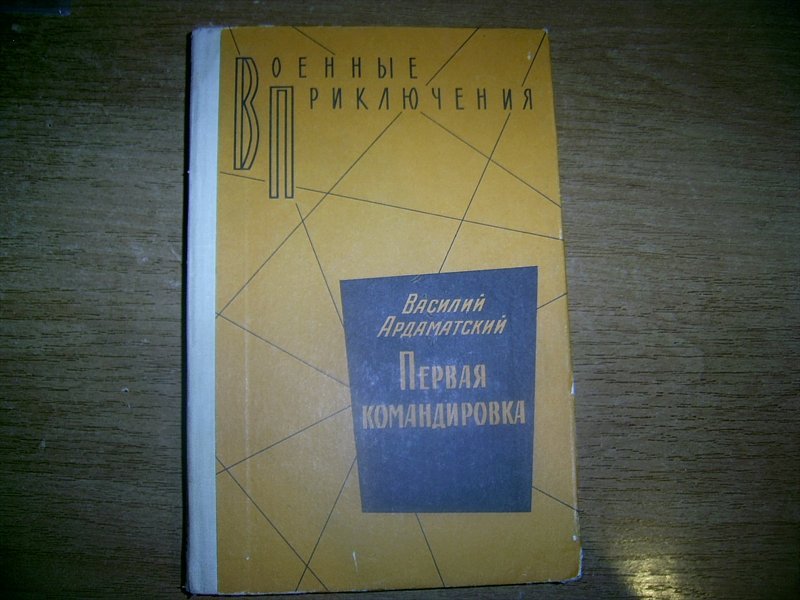 Военные
Приключения
Василий
Ардаматский
Первая
командировка